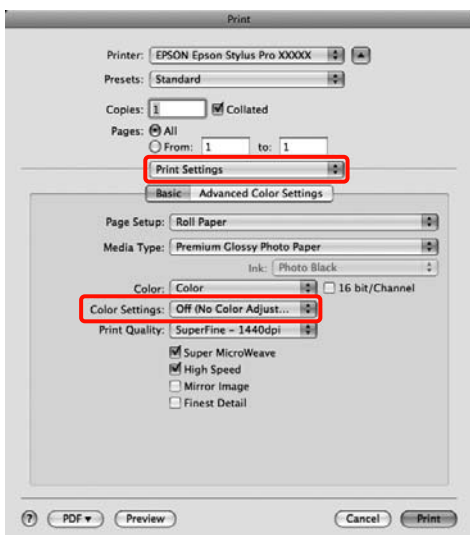 Print
Printer: EPSON Epson Stylus Pro XXXXX
Presets: Standard
Copies: 1 Collated
Pages: All
From: 1 to: 1
Print Settings
Basic Advanced Color Settings
Page Setup: Roll Paper
Media Type: Premium Glossy Photo Paper
Ink: Photo Black
Color: Color 16 bit/Channel
Color Settings: Off (No Color Adjust...
Print Quality: SuperFine - 1440dpi
Super MicroWeave
High Speed
Mirror Image
Finest Detail
? PDF Preview Cancel Print